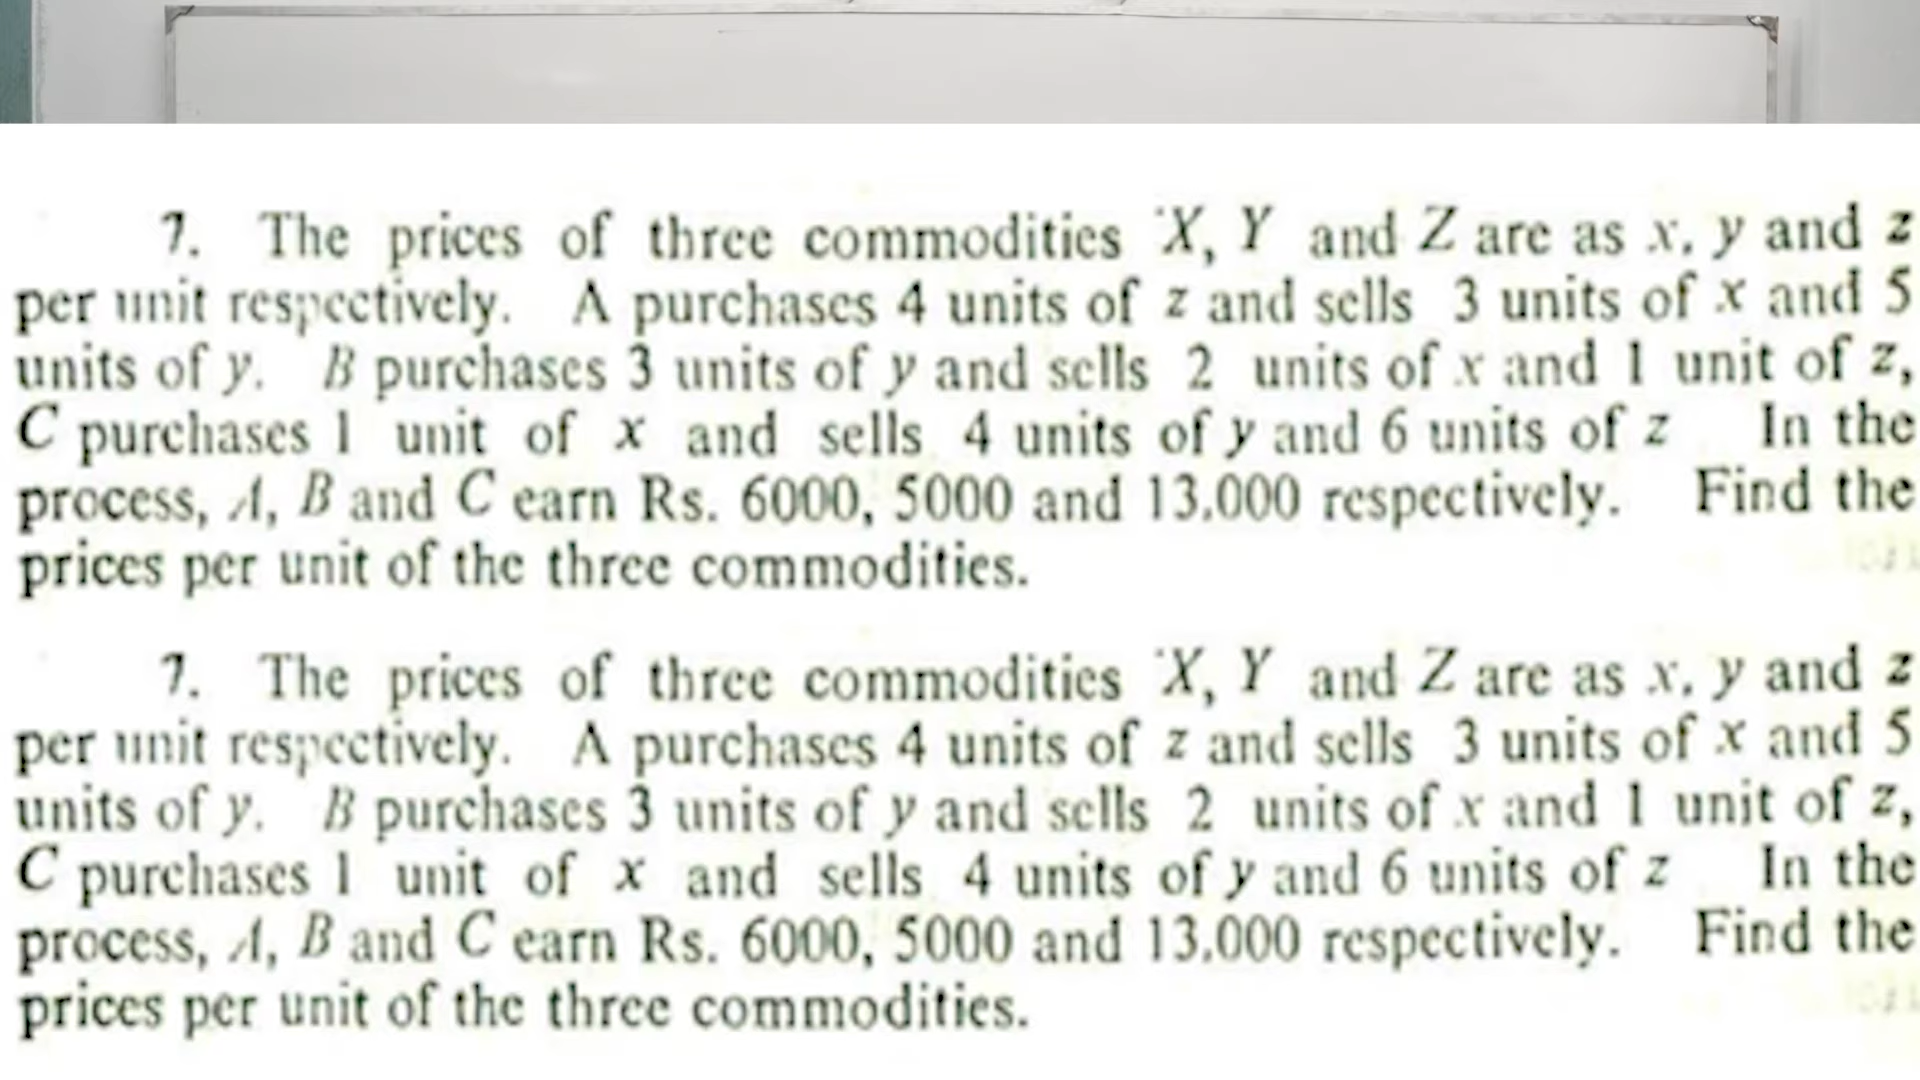 7. The prices of three commodities X, Y and Z are as x, y and z
per unit respectively. A purchases 4 units of z and sells 3 units of x and 5
units of y. B purchases 3 units of y and sells 2 units of x and 1 unit of z,
C purchases 1 unit of x and sells 4 units of y and 6 units of z In the
process, A, B and C earn Rs. 6000, 5000 and 13,000 respectively. Find the
prices per unit of the three commodities.
7. The prices of three commodities X, Y and Z are as x, y and z
per unit respectively. A purchases 4 units of z and sells 3 units of x and 5
units of y. B purchases 3 units of y and sells 2 units of x and 1 unit of z,
C purchases 1 unit of x and sells 4 units of y and 6 units of z In the
process, A, B and C earn Rs. 6000, 5000 and 13,000 respectively. Find the
prices per unit of the three commodities.